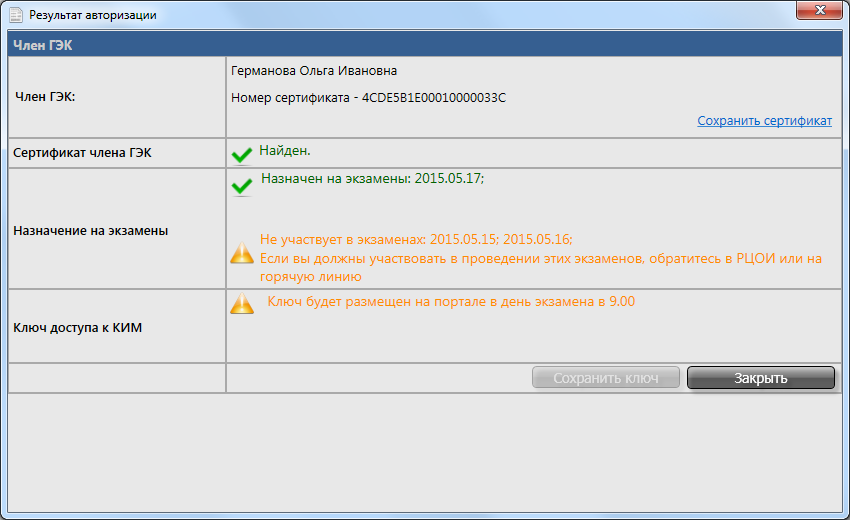 Результат авторизации
Член ГЭК
Член ГЭК:
Германова Ольга Ивановна
Номер сертификата - 4CDE5B1E00010000033C
Сохранить сертификат
Сертификат члена ГЭК
Найден.
Назначение на экзамены
Назначен на экзамены: 2015.05.17;
Не участвует в экзаменах: 2015.05.15; 2015.05.16;
Если вы должны участвовать в проведении этих экзаменов, обратитесь в РЦОИ или на
горячую линию
Ключ доступа к КИМ
Ключ будет размещен на портале в день экзамена в 9.00
Сохранить ключ
Закрыть